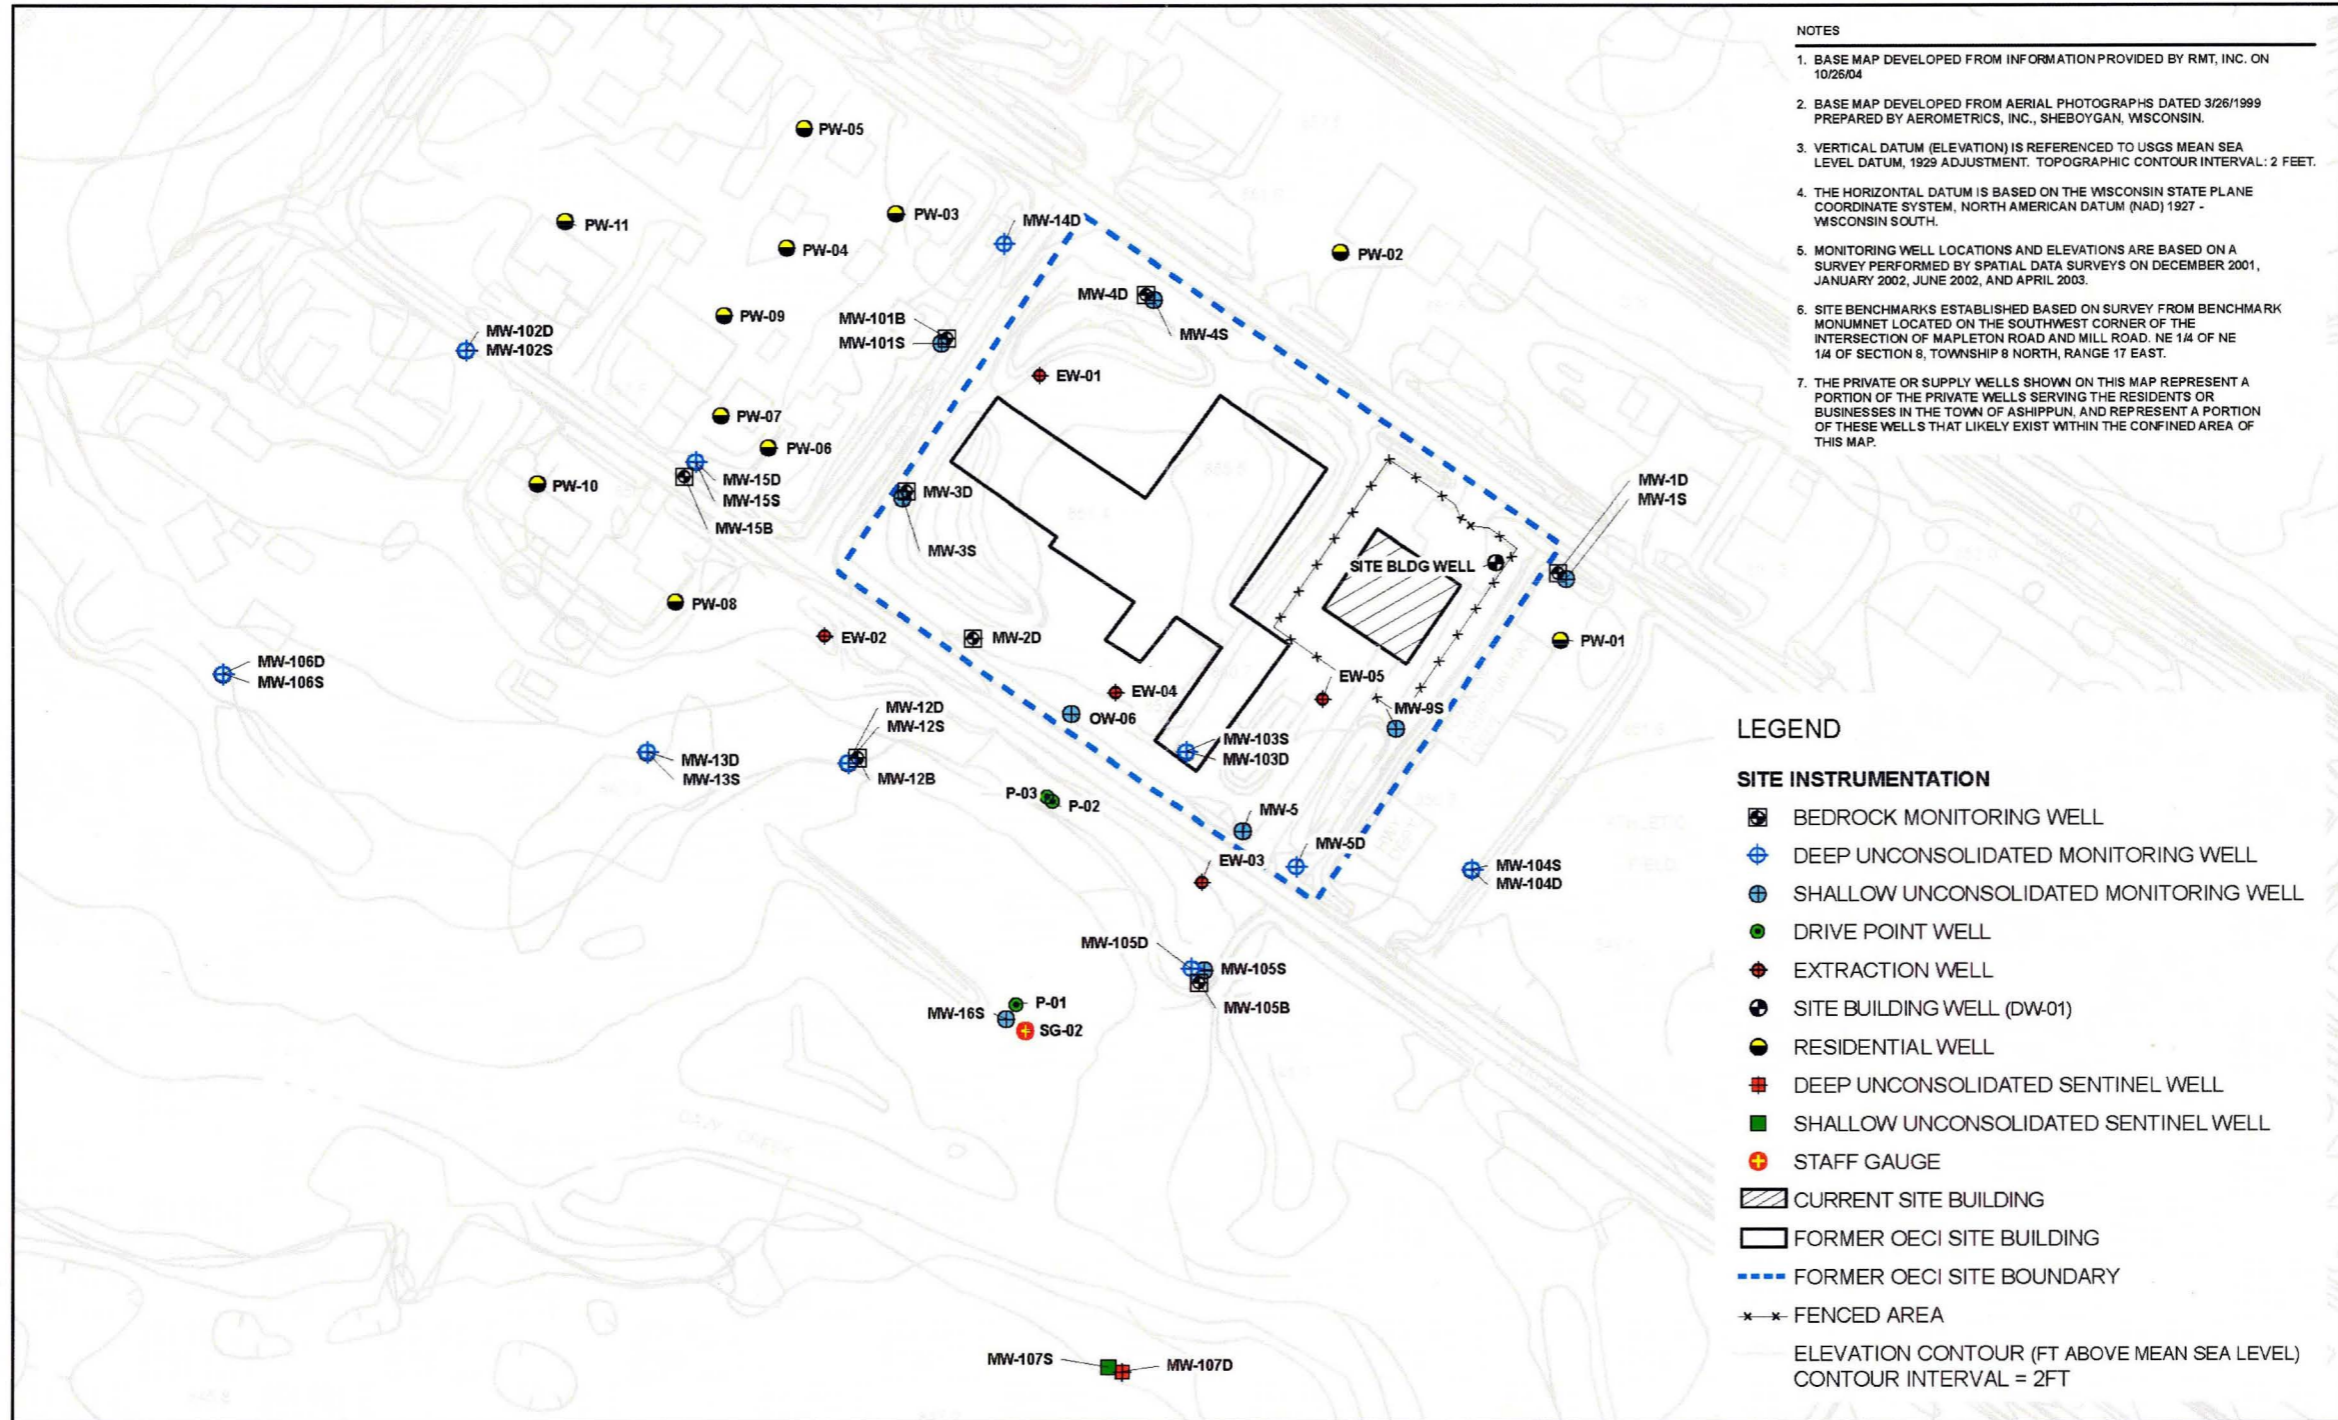 NOTES
1. BASE MAP DEVELOPED FROM INFORMATION PROVIDED BY RMT, INC. ON
10/26/04
2. BASE MAP DEVELOPED FROM AERIAL PHOTOGRAPHS DATED 3/26/1999
PREPARED BY AEROMETRICS, INC., SHEBOYGAN, WISCONSIN.
3. VERTICAL DATUM (ELEVATION) IS REFERENCED TO USGS MEAN SEA
LEVEL DATUM, 1929 ADJUSTMENT. TOPOGRAPHIC CONTOUR INTERVAL: 2 FEET.
4. THE HORIZONTAL DATUM IS BASED ON THE WISCONSIN STATE PLANE
COORDINATE SYSTEM, NORTH AMERICAN DATUM (NAD) 1927 -
WISCONSIN SOUTH.
5. MONITORING WELL LOCATIONS AND ELEVATIONS ARE BASED ON A
SURVEY PERFORMED BY SPATIAL DATA SURVEYS ON DECEMBER 2001,
JANUARY 2002, JUNE 2002, AND APRIL 2003.
6. SITE BENCHMARKS ESTABLISHED BASED ON SURVEY FROM BENCHMARK
MONUMNET LOCATED ON THE SOUTHWEST CORNER OF THE
INTERSECTION OF MAPLETON ROAD AND MILL ROAD. NE 1/4 OF NE
1/4 OF SECTION 8, TOWNSHIP 8 NORTH, RANGE 17 EAST.
7. THE PRIVATE OR SUPPLY WELLS SHOWN ON THIS MAP REPRESENT A
PORTION OF THE PRIVATE WELLS SERVING THE RESIDENTS OR
BUSINESSES IN THE TOWN OF ASHIPPUN, AND REPRESENT A PORTION
OF THESE WELLS THAT LIKELY EXIST WITHIN THE CONFINED AREA OF
THIS MAP.
PW-05
PW-11
PW-03
PW-04
MW-14D
PW-02
MW-4D
MW-4S
PW-09
MW-101B
MW-101S
MW-102D
MW-102S
EW-01
PW-07
PW-06
PW-10
MW-15D
MW-15S
MW-15B
MW-3D
MW-3S
MW-1D
MW-1S
SITE BLDG WELL
PW-08
EW-02
MW-2D
PW-01
MW-106D
MW-106S
EW-05
EW-04
OW-06
MW-9S
MW-12D
MW-12S
MW-12B
MW-13D
MW-13S
MW-103S
MW-103D
P-03
P-02
MW-5
MW-5D
EW-03
MW-104S
MW-104D
MW-105D
MW-105S
MW-105B
P-01
MW-16S
SG-02
DAVY CREEK
MW-107S
MW-107D
LEGEND
SITE INSTRUMENTATION
BEDROCK MONITORING WELL
DEEP UNCONSOLIDATED MONITORING WELL
SHALLOW UNCONSOLIDATED MONITORING WELL
DRIVE POINT WELL
EXTRACTION WELL
SITE BUILDING WELL (DW-01)
RESIDENTIAL WELL
DEEP UNCONSOLIDATED SENTINEL WELL
SHALLOW UNCONSOLIDATED SENTINEL WELL
STAFF GAUGE
CURRENT SITE BUILDING
FORMER OECI SITE BUILDING
FORMER OECI SITE BOUNDARY
FENCED AREA
ELEVATION CONTOUR (FT ABOVE MEAN SEA LEVEL)
CONTOUR INTERVAL = 2FT